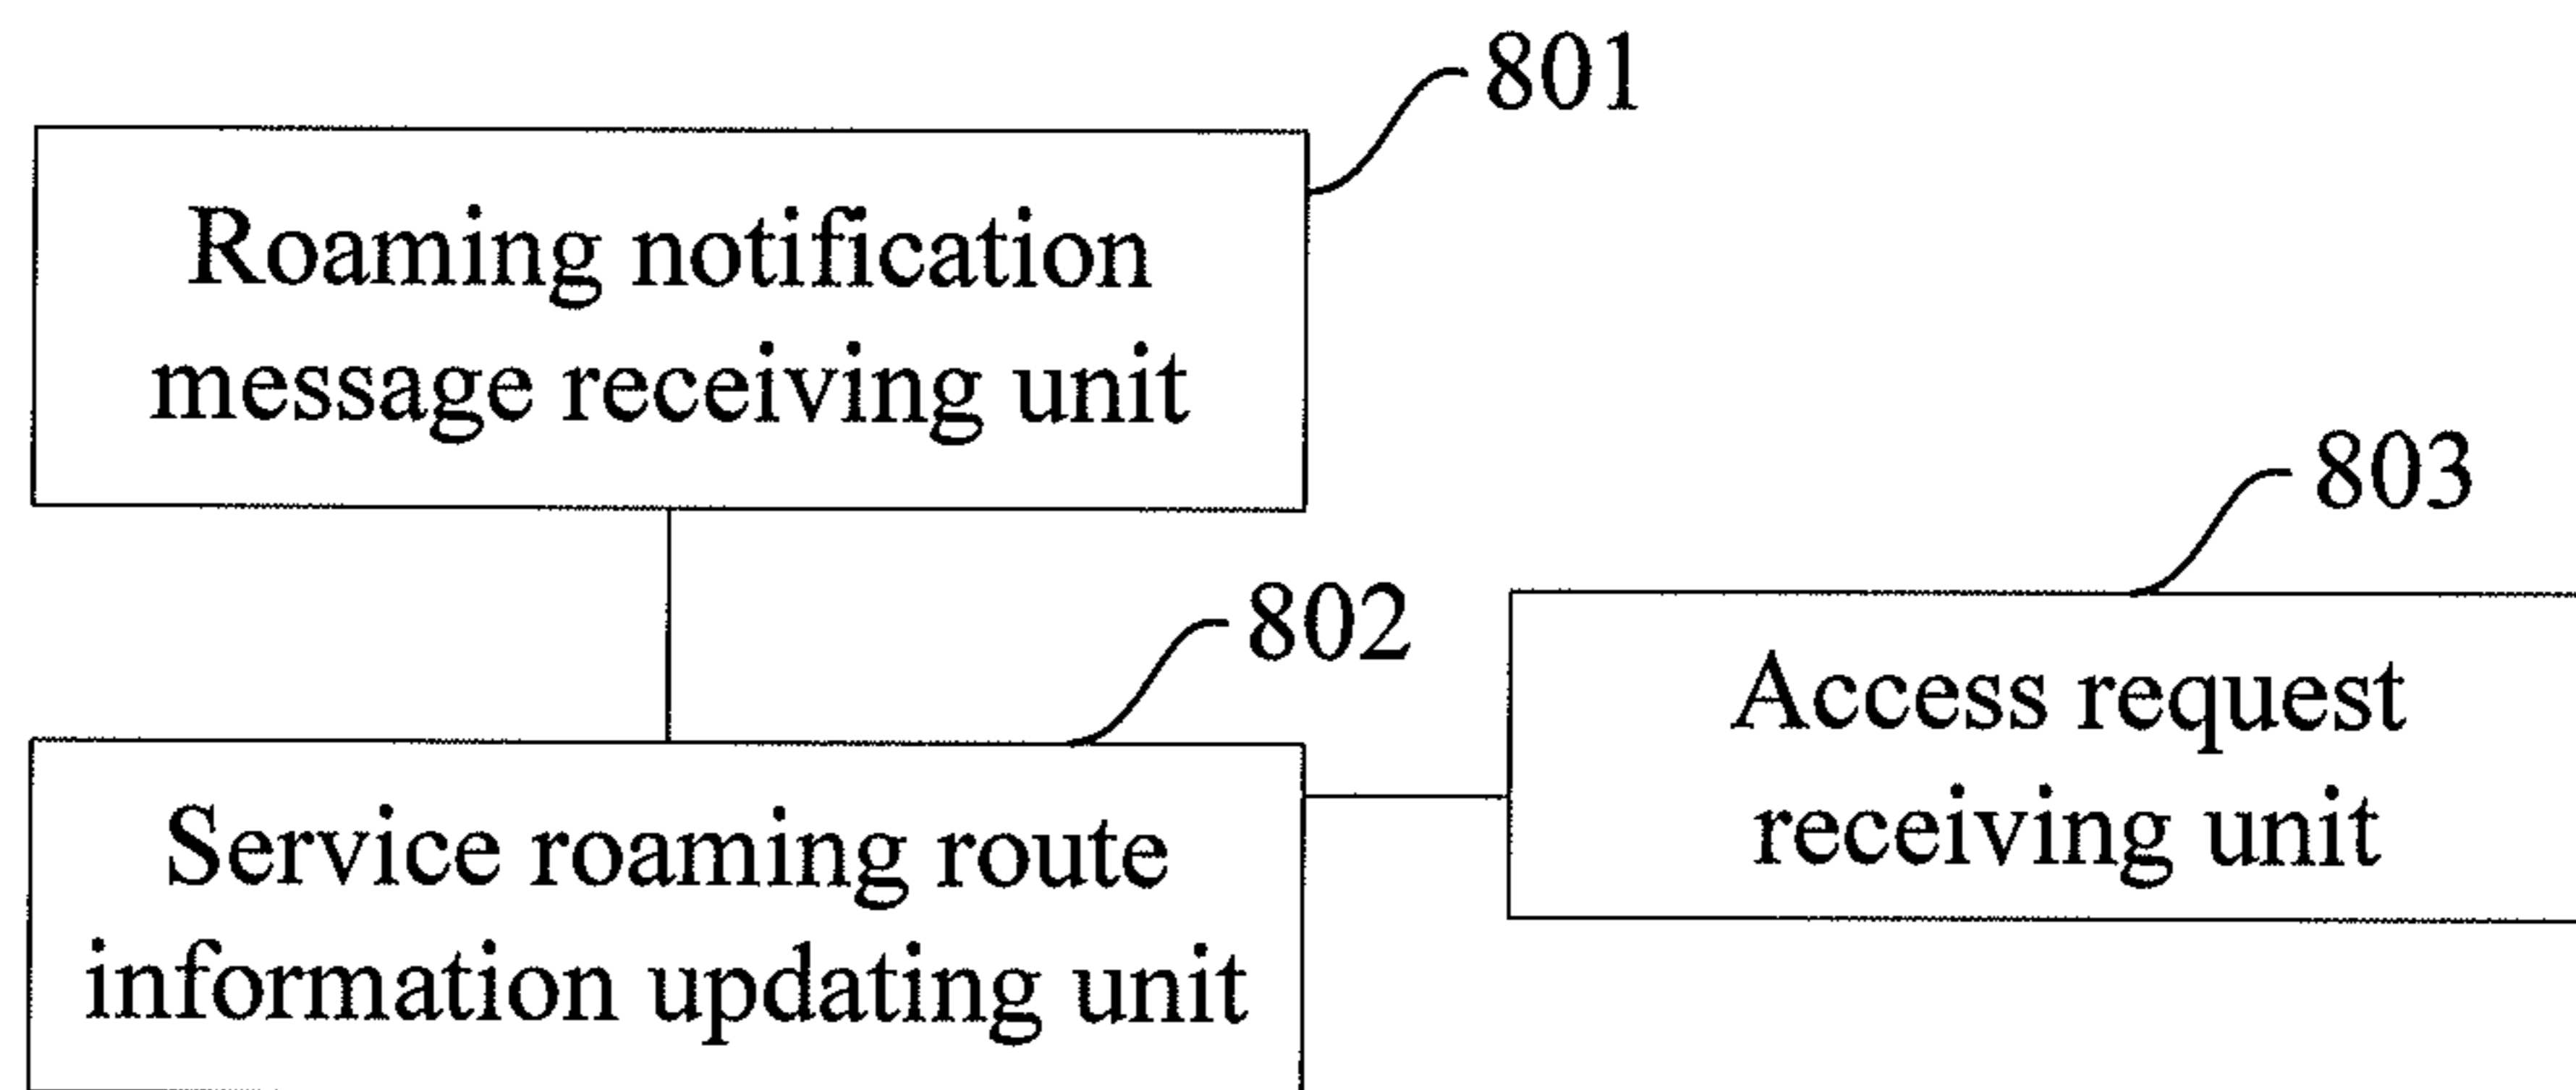 801
Roaming notification
message receiving unit
803
802
Access request
receiving unit
Service roaming route
information updating unit